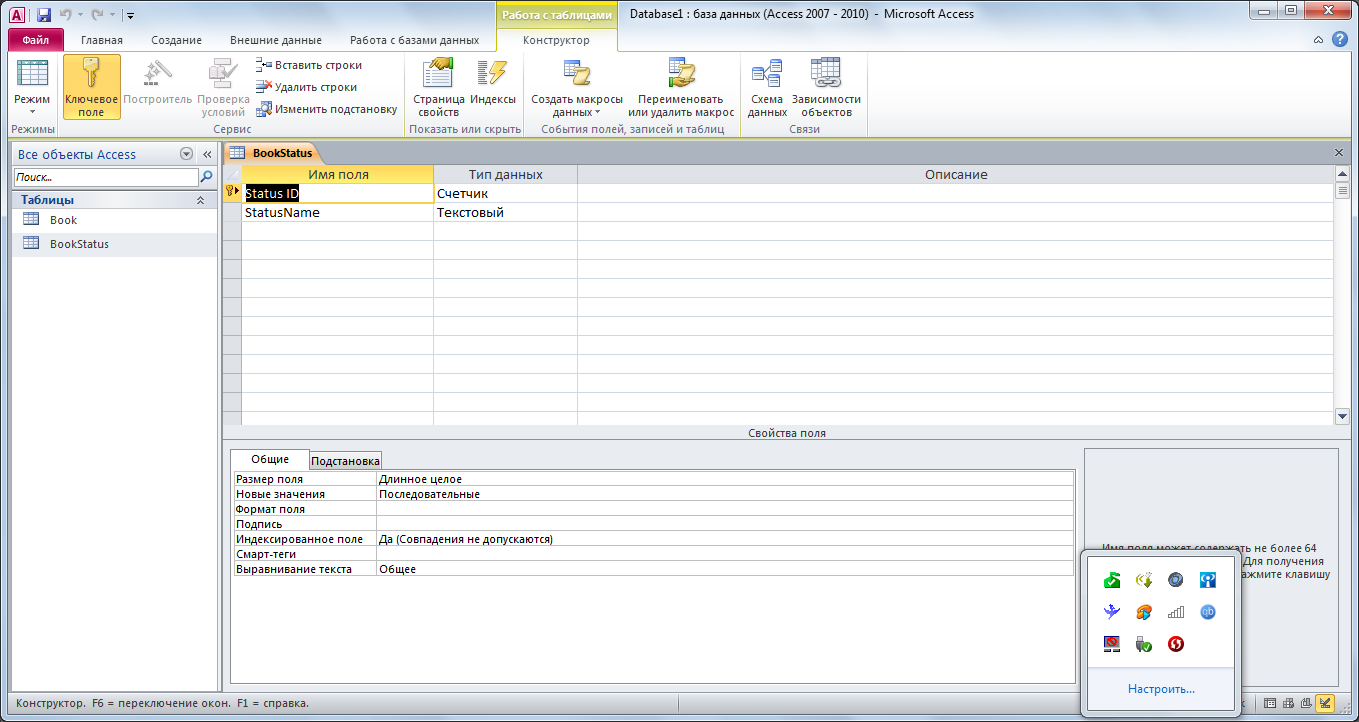 Работа с таблицами
Database1 : база данных (Access 2007 - 2010) - Microsoft Access
Файл Главная Создание Внешние данные Работа с базами данных Конструктор
Режим
Ключевое поле
Построитель
Проверка условий
Вставить строки
Удалить строки
Изменить подстановку
Страница свойств
Индексы
Создать макросы данных
Переименовать или удалить макрос
Схема данных
Зависимости объектов
Режимы Сервис Показать или скрыть События полей, записей и таблиц Связи
Все объекты Access
Поиск...
Таблицы
Book
BookStatus
BookStatus
Имя поля Тип данных Описание
Status ID Счетчик
StatusName Текстовый
Свойства поля
Общие Подстановка
Размер поля Длинное целое
Новые значения Последовательные
Формат поля
Подпись
Индексированное поле Да (Совпадения не допускаются)
Смарт-теги
Выравнивание текста Общее
Имя поля может содержать не более 64
Для получения
ажмите клавишу
qb
Настроить...
Конструктор. F6 = переключение окон. F1 = справка.